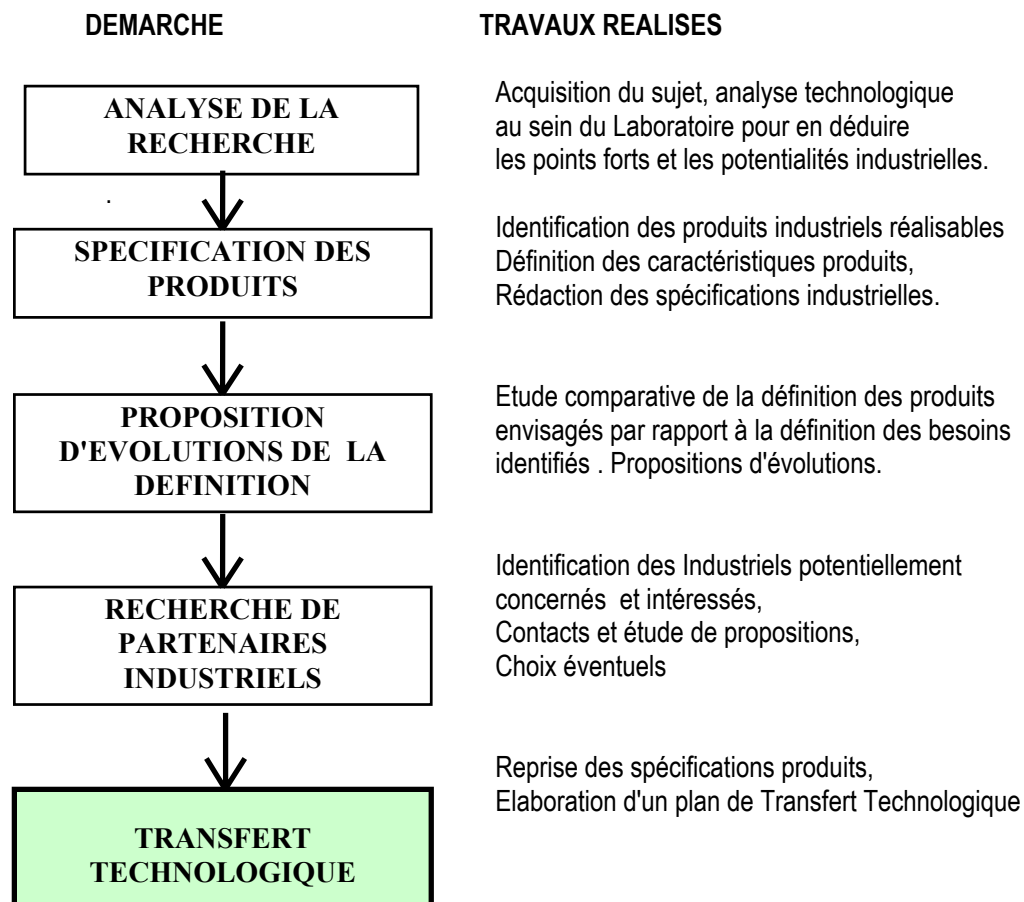 DEMARCHE
TRAVAUX REALISES
ANALYSE DE LA
RECHERCHE
Acquisition du sujet, analyse technologique
au sein du Laboratoire pour en déduire
les points forts et les potentialités industrielles.
.
SPECIFICATION DES
PRODUITS
Identification des produits industriels réalisables
Définition des caractéristiques produits,
Rédaction des spécifications industrielles.
PROPOSITION
D'EVOLUTIONS DE LA
DEFINITION
Etude comparative de la définition des produits
envisagés par rapport à la définition des besoins
identifiés . Propositions d'évolutions.
RECHERCHE DE
PARTENAIRES
INDUSTRIELS
Identification des Industriels potentiellement
concernés et intéressés,
Contacts et étude de propositions,
Choix éventuels
TRANSFERT
TECHNOLOGIQUE
Reprise des spécifications produits,
Elaboration d'un plan de Transfert Technologique